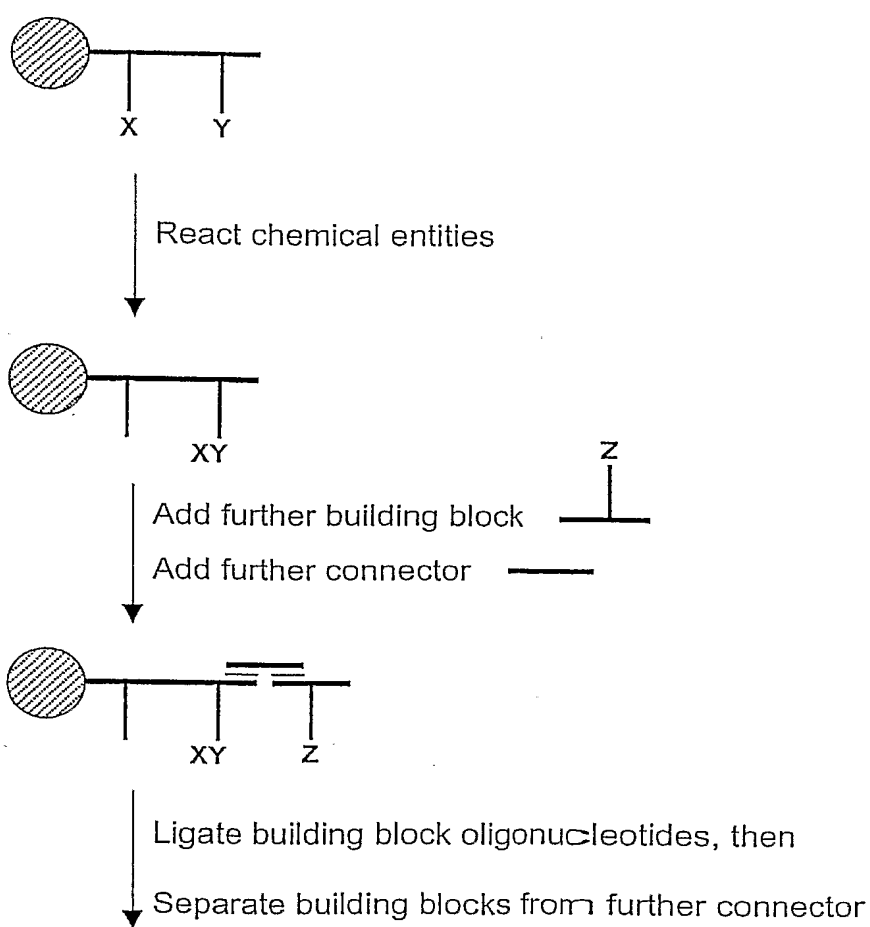 X Y
React chemical entities
XY
Z
Add further building block
Add further connector
XY Z
Ligate building block oligonucleotides, then
Separate building blocks from further connector